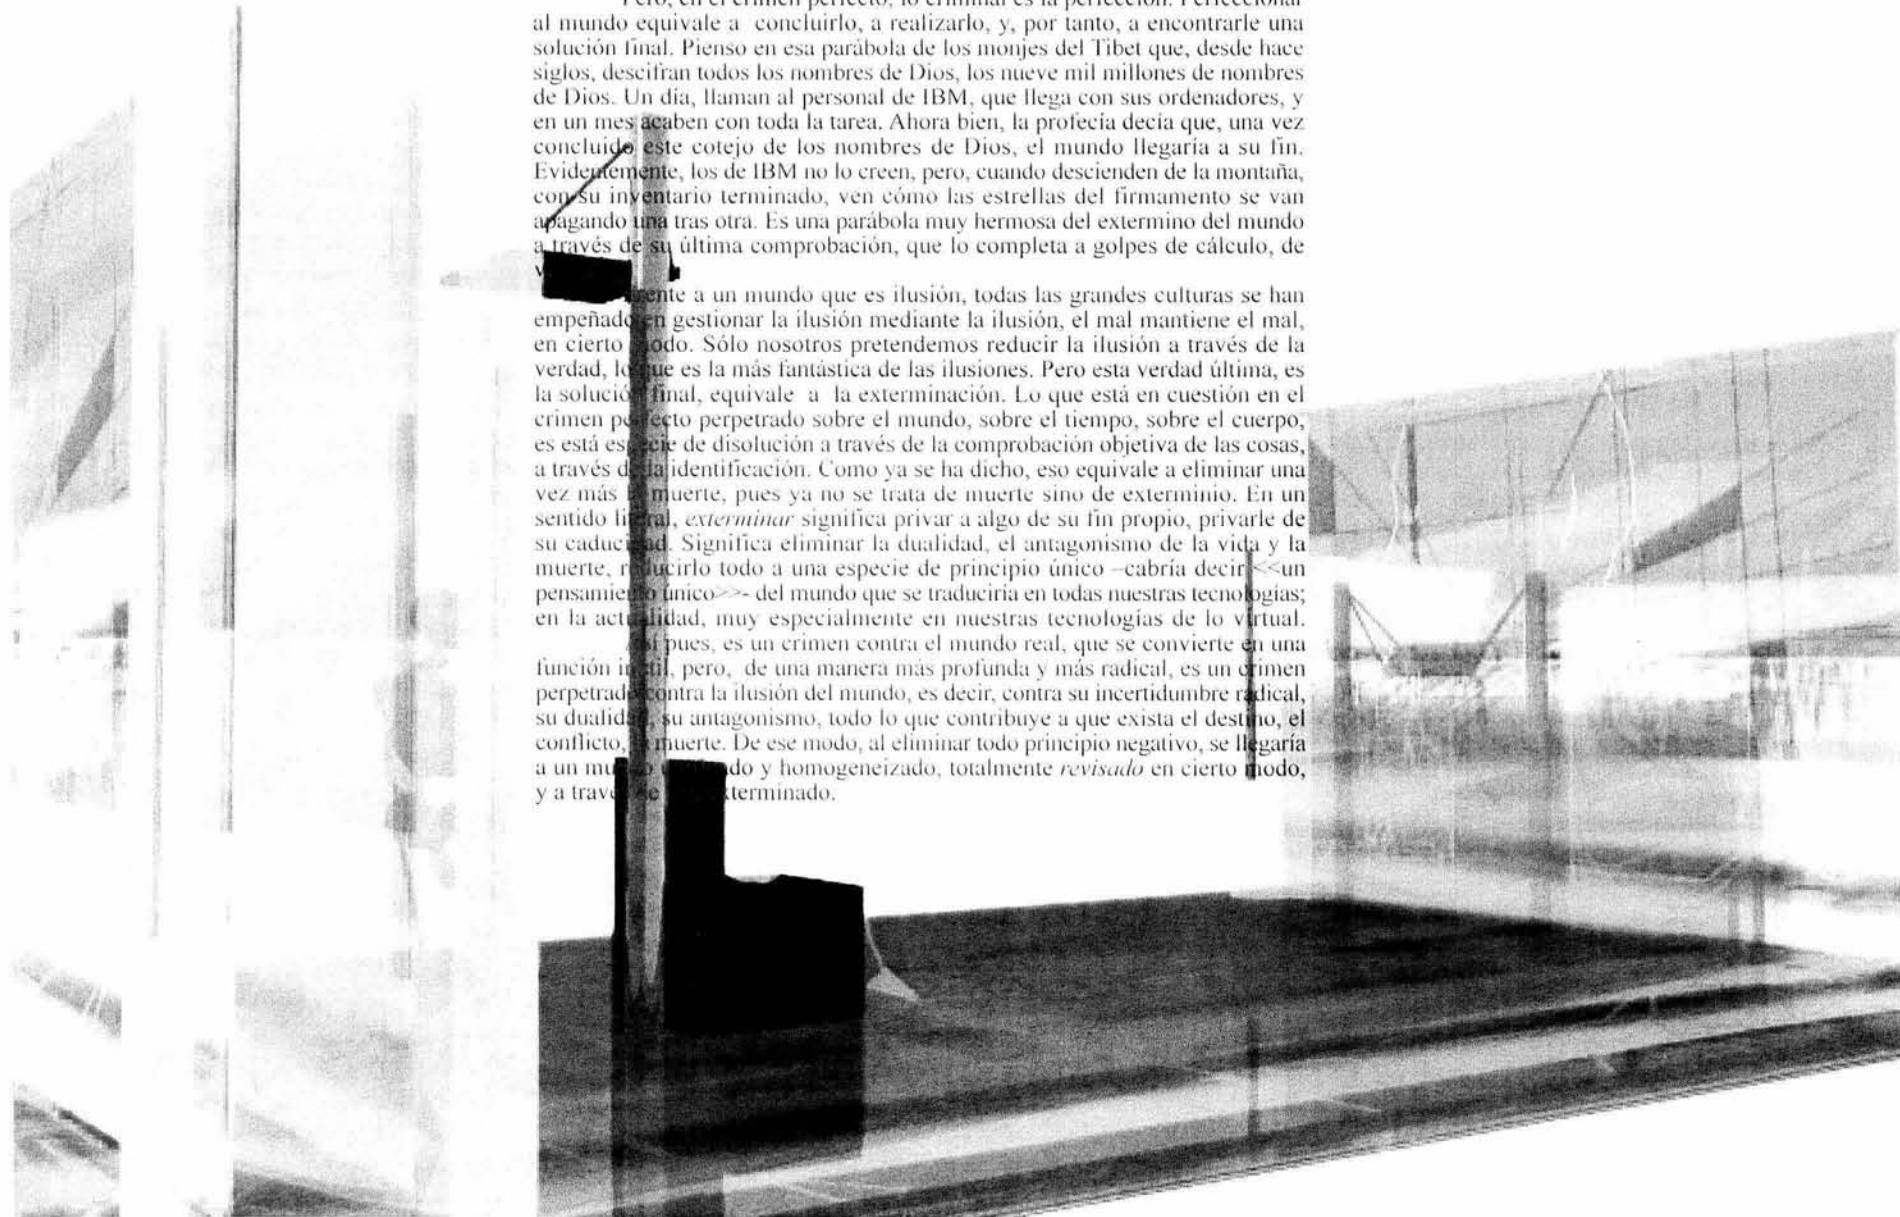 Pero, en el crimen perfecto, lo criminal es la perfección. Perfeccionar
al mundo equivale a concluirlo, a realizarlo, y, por tanto, a encontrarle una
solución final. Pienso en esa parábola de los monjes del Tibet que, desde hace
siglos, descifran todos los nombres de Dios, los nueve mil millones de nombres
de Dios. Un día, llaman al personal de IBM, que llega con sus ordenadores, y
en un mes acaben con toda la tarea. Ahora bien, la profecía decía que, una vez
concluido este cotejo de los nombres de Dios, el mundo llegaría a su fin.
Evidentemente, los de IBM no lo creen, pero, cuando descienden de la montaña,
con su inventario terminado, ven cómo las estrellas del firmamento se van
apagando una tras otra. Es una parábola muy hermosa del extermino del mundo
a través de su última comprobación, que lo completa a golpes de cálculo, de
a un mundo que es ilusión, todas las grandes culturas se han
empeñado en gestionar la ilusión mediante la ilusión, el mal mantiene el mal,
en cierto modo. Sólo nosotros pretendemos reducir la ilusión a través de la
verdad, lo que es la más fantástica de las ilusiones. Pero esta verdad última, es
la solución final, equivale a la exterminación. Lo que está en cuestión en el
crimen perfecto perpetrado sobre el mundo, sobre el tiempo, sobre el cuerpo,
es está especie de disolución a través de la comprobación objetiva de las cosas,
a través de la identificación. Como ya se ha dicho, eso equivale a eliminar una
vez más la muerte, pues ya no se trata de muerte sino de exterminio. En un
sentido literal, exterminar significa privar a algo de su fin propio, privarle de
su caducidad. Significa eliminar la dualidad, el antagonismo de la vida y la
muerte, reducirlo todo a una especie de principio único –cabría decir <<un
pensamiento único>>- del mundo que se traduciría en todas nuestras tecnologías;
en la actualidad, muy especialmente en nuestras tecnologías de lo virtual.
Así pues, es un crimen contra el mundo real, que se convierte en una
función inútil, pero, de una manera más profunda y más radical, es un crimen
perpetrado contra la ilusión del mundo, es decir, contra su incertidumbre radical,
su dualidad, su antagonismo, todo lo que contribuye a que exista el destino, el
conflicto, la muerte. De ese modo, al eliminar todo principio negativo, se llegaría
a un mundo y homogeneizado, totalmente revisado en cierto modo,
y a través exterminado.